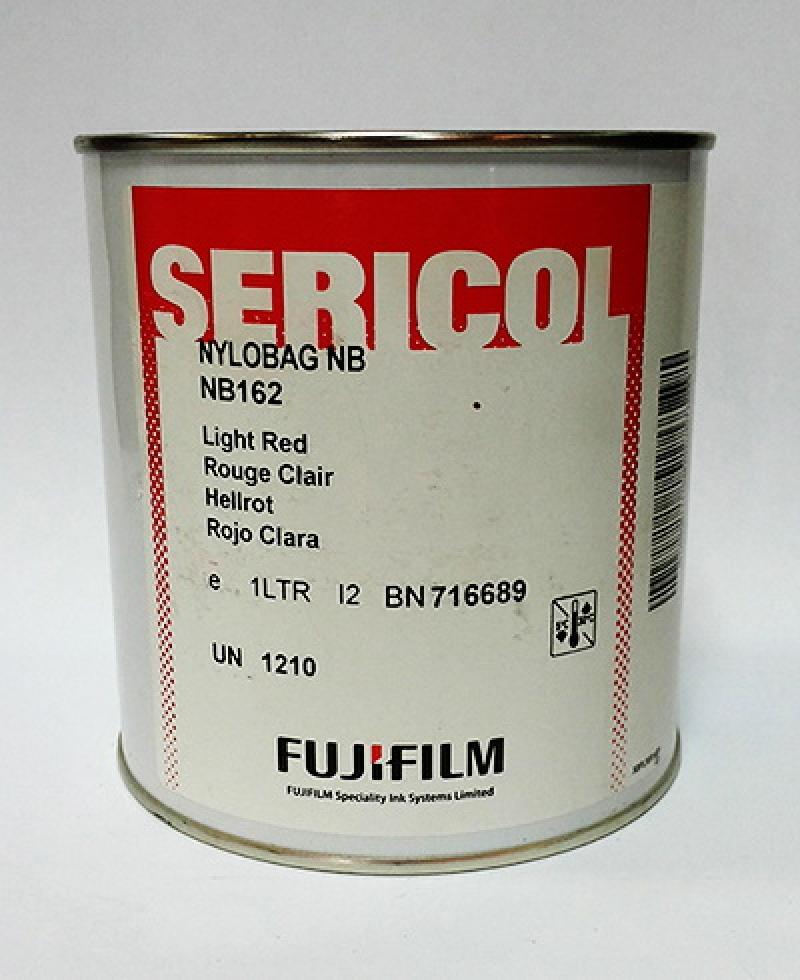 SERICOL
NYLOBAG NB
NB162
Light Red
Rouge Clair
Hellrot
Rojo Clara
e 1LTR I2 BN 716689
5°C
UN 1210
FUJIFILM
FUJIFILM Speciality Ink Systems Limited